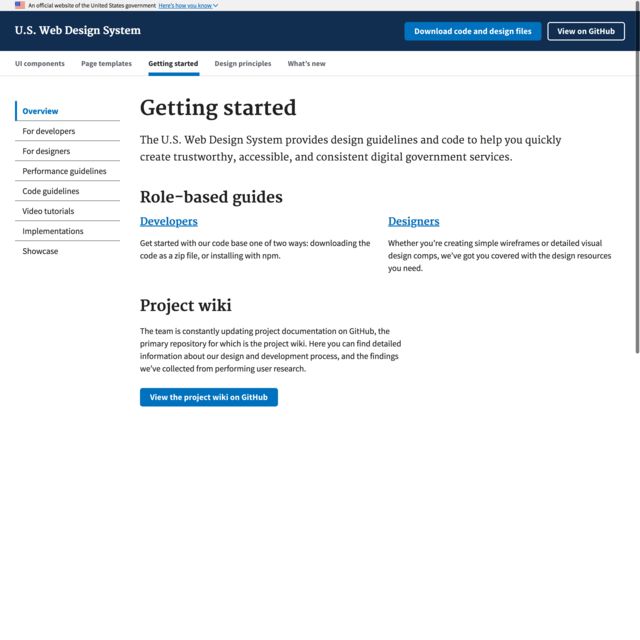 An official website of the United States government Here's how you know
U.S. Web Design System
Download code and design files
View on GitHub
UI components
Page templates
Getting started
Design principles
What's new
Overview
For developers
For designers
Performance guidelines
Code guidelines
Video tutorials
Implementations
Showcase
Getting started
The U.S. Web Design System provides design guidelines and code to help you quickly
create trustworthy, accessible, and consistent digital government services.
Role-based guides
Developers
Get started with our code base one of two ways: downloading the
code as a zip file, or installing with npm.
Designers
Whether you're creating simple wireframes or detailed visual
design comps, we've got you covered with the design resources
you need.
Project wiki
The team is constantly updating project documentation on GitHub, the
primary repository for which is the project wiki. Here you can find detailed
information about our design and development process, and the findings
we've collected from performing user research.
View the project wiki on GitHub